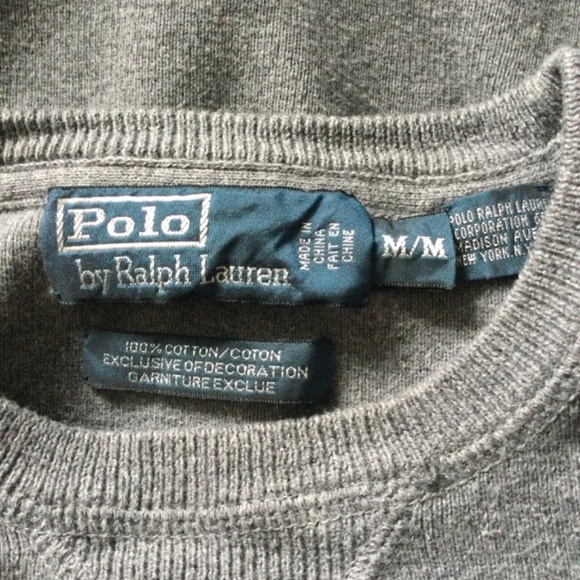 Polo
by Ralph Lauren
MADE IN
CHINA
FAIT EN
CHINE
M/M
POLO RALPH LAUREN
CORPORATION
MADISON AVE
NEW YORK, N.Y.
100% COTTON/COTON
EXCLUSIVE OF DECORATION
GARNITURE EXCLUE